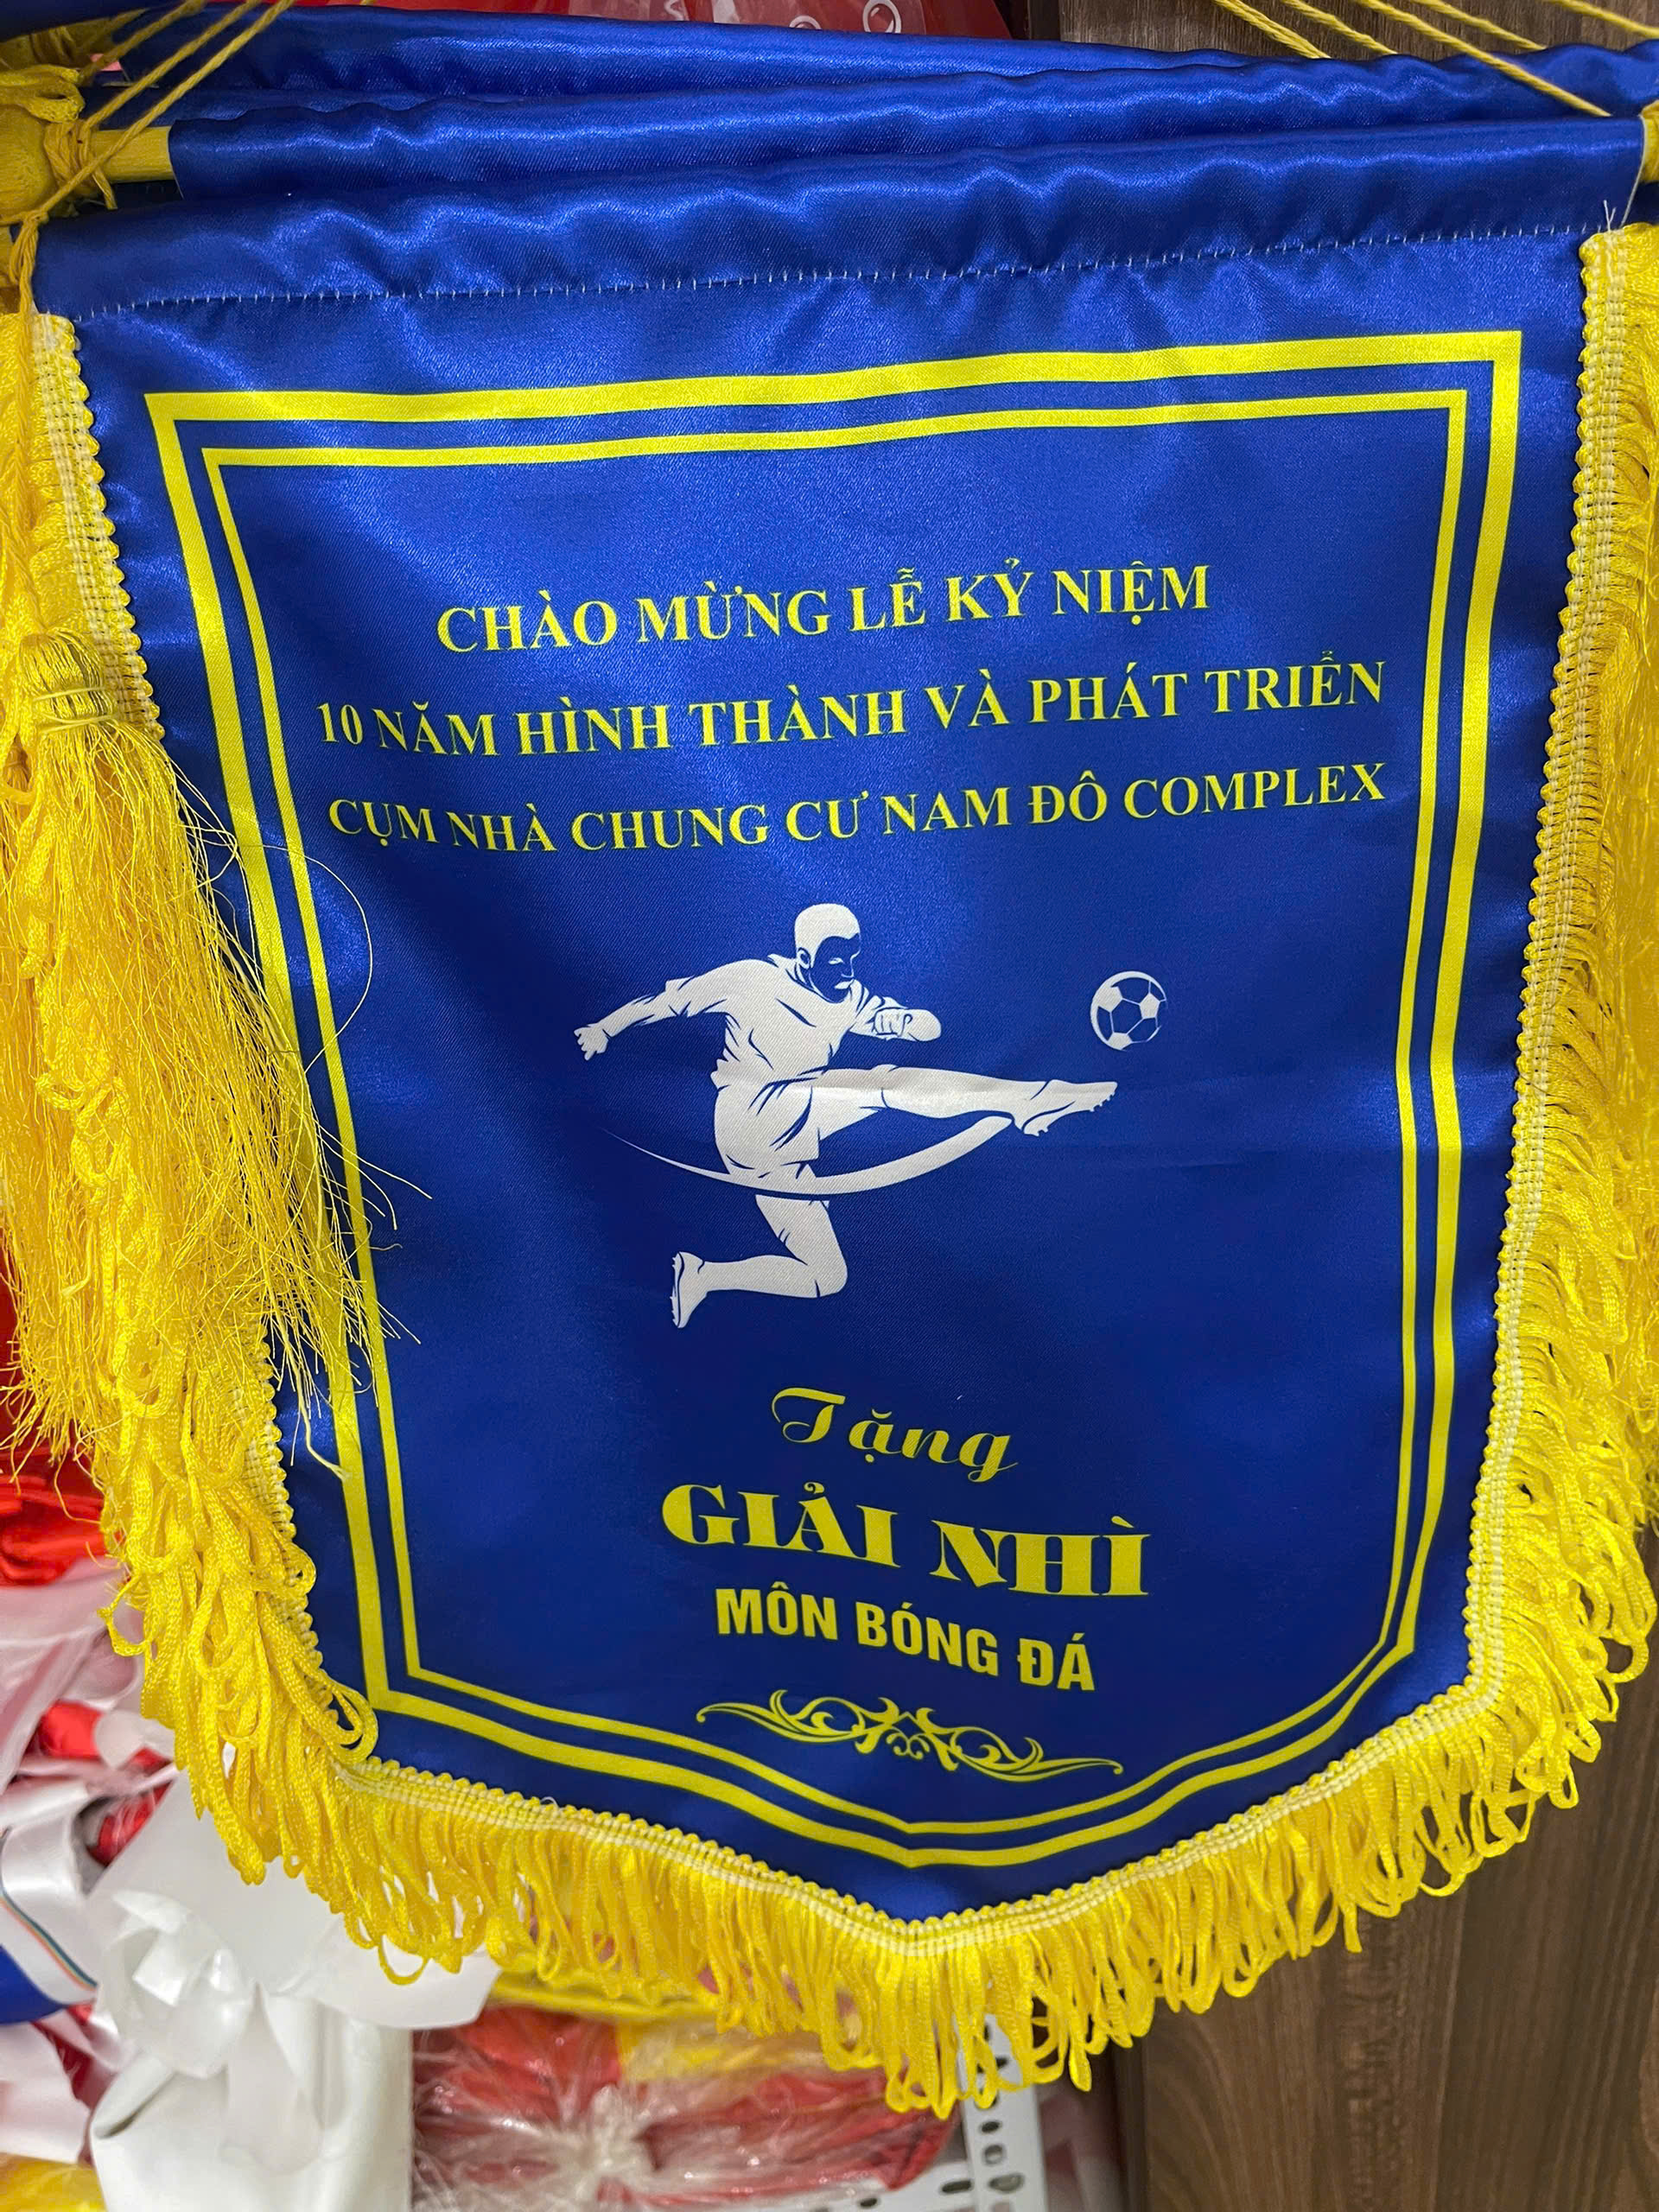 CHÀO MỪNG LỄ KỶ NIỆM
10 NĂM HÌNH THÀNH VÀ PHÁT TRIỂN
CỤM NHÀ CHUNG CƯ NAM ĐÔ COMPLEX
Tặng
GIẢI NHÌ
MÔN BÓNG ĐÁ